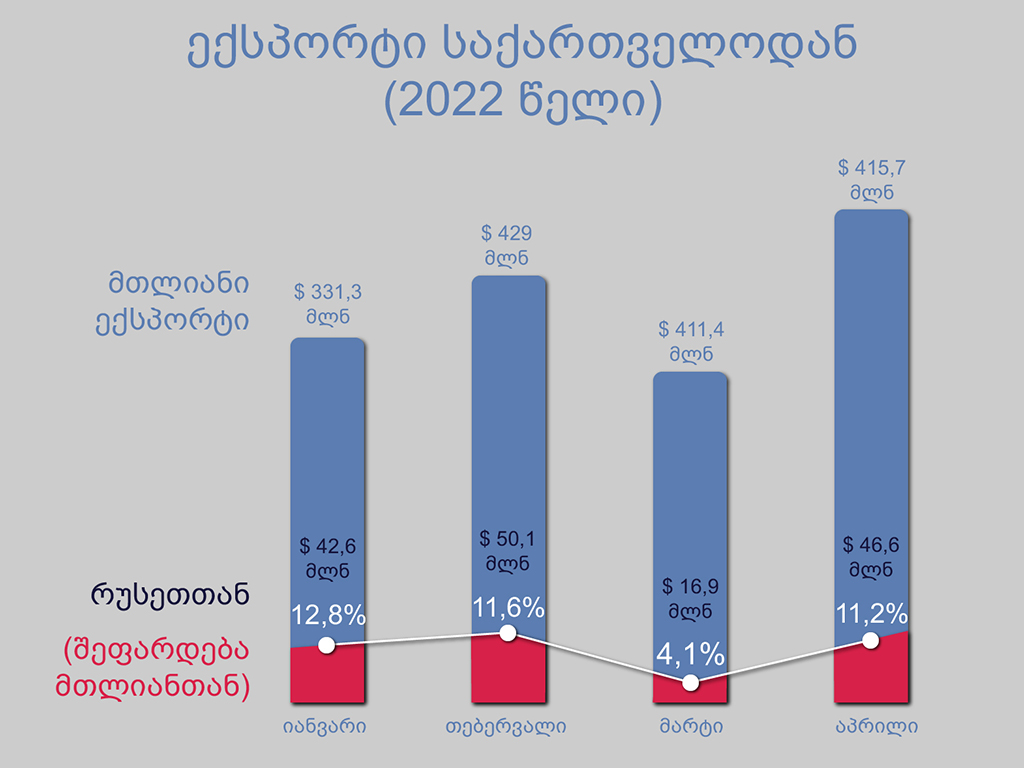 ექსპორტი საქართველოდან
(2022 წელი)
$ 415,7
მლნ
$ 429
მლნ
მთლიანი
ექსპორტი
$ 331,3
მლნ
$ 411,4
მლნ
$ 42,6
მლნ
$ 50,1
მლნ
$ 16,9
მლნ
$ 46,6
მლნ
რუსეთთან
12,8%
11,6%
4,1%
11,2%
(შეფარდება
მთლიანთან)
იანვარი
თებერვალი
მარტი
აპრილი